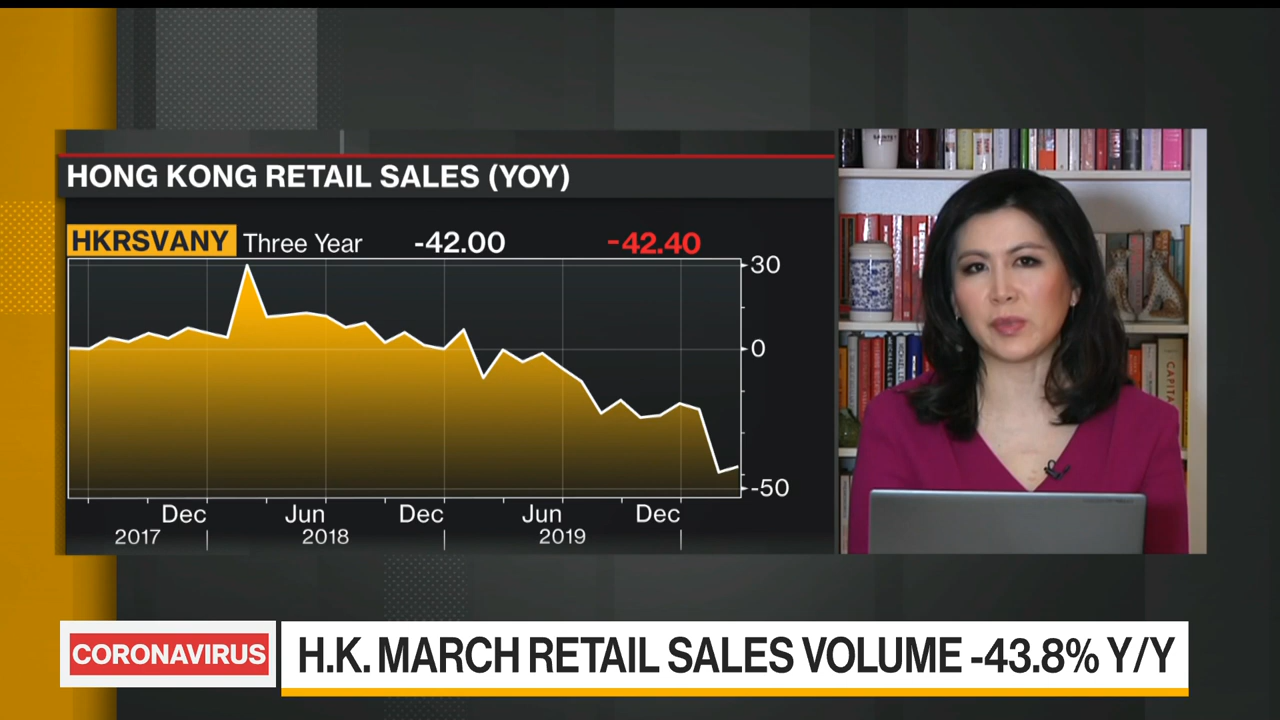 HONG KONG RETAIL SALES (YOY)
HKRSVANY Three Year -42.00 -42.40
30
0
-50
Dec Jun Dec Jun Dec
2017 2018 2019
CAPITA
CORONAVIRUS
H.K. MARCH RETAIL SALES VOLUME -43.8% Y/Y